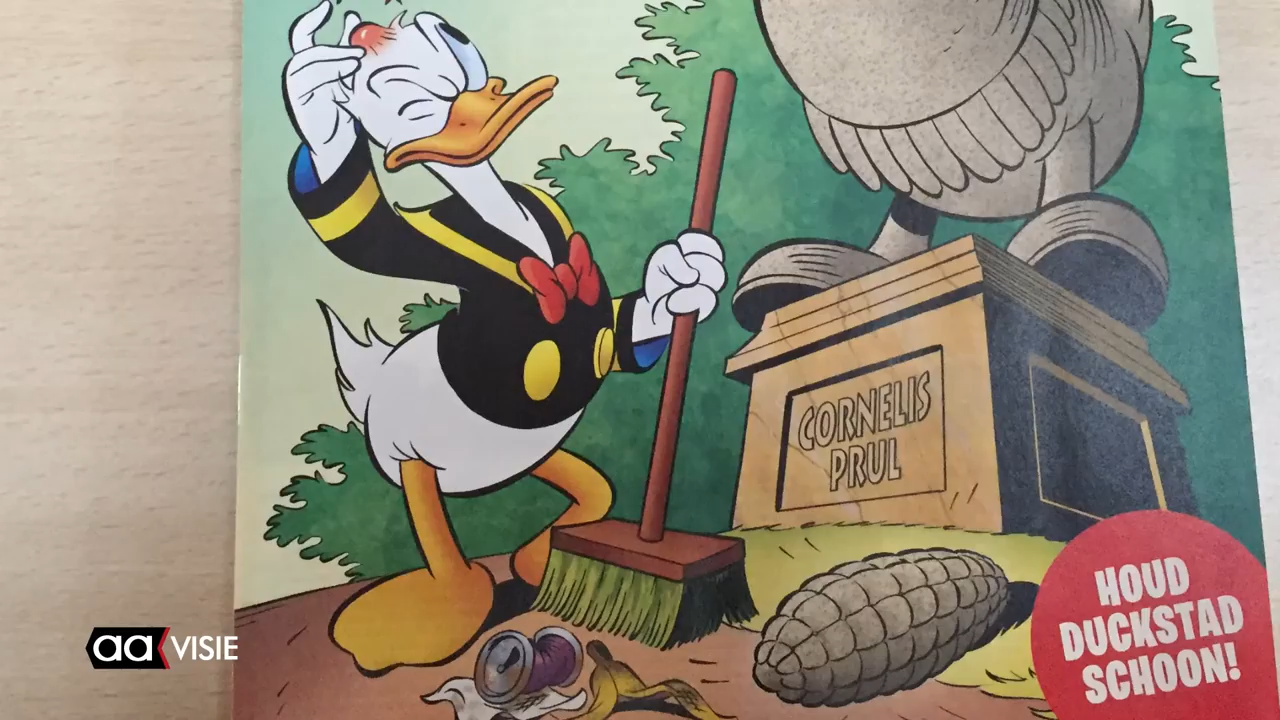 CORNELIS
PRUL
HOUD
DUCKSTAD
SCHOON!
aa VISIE